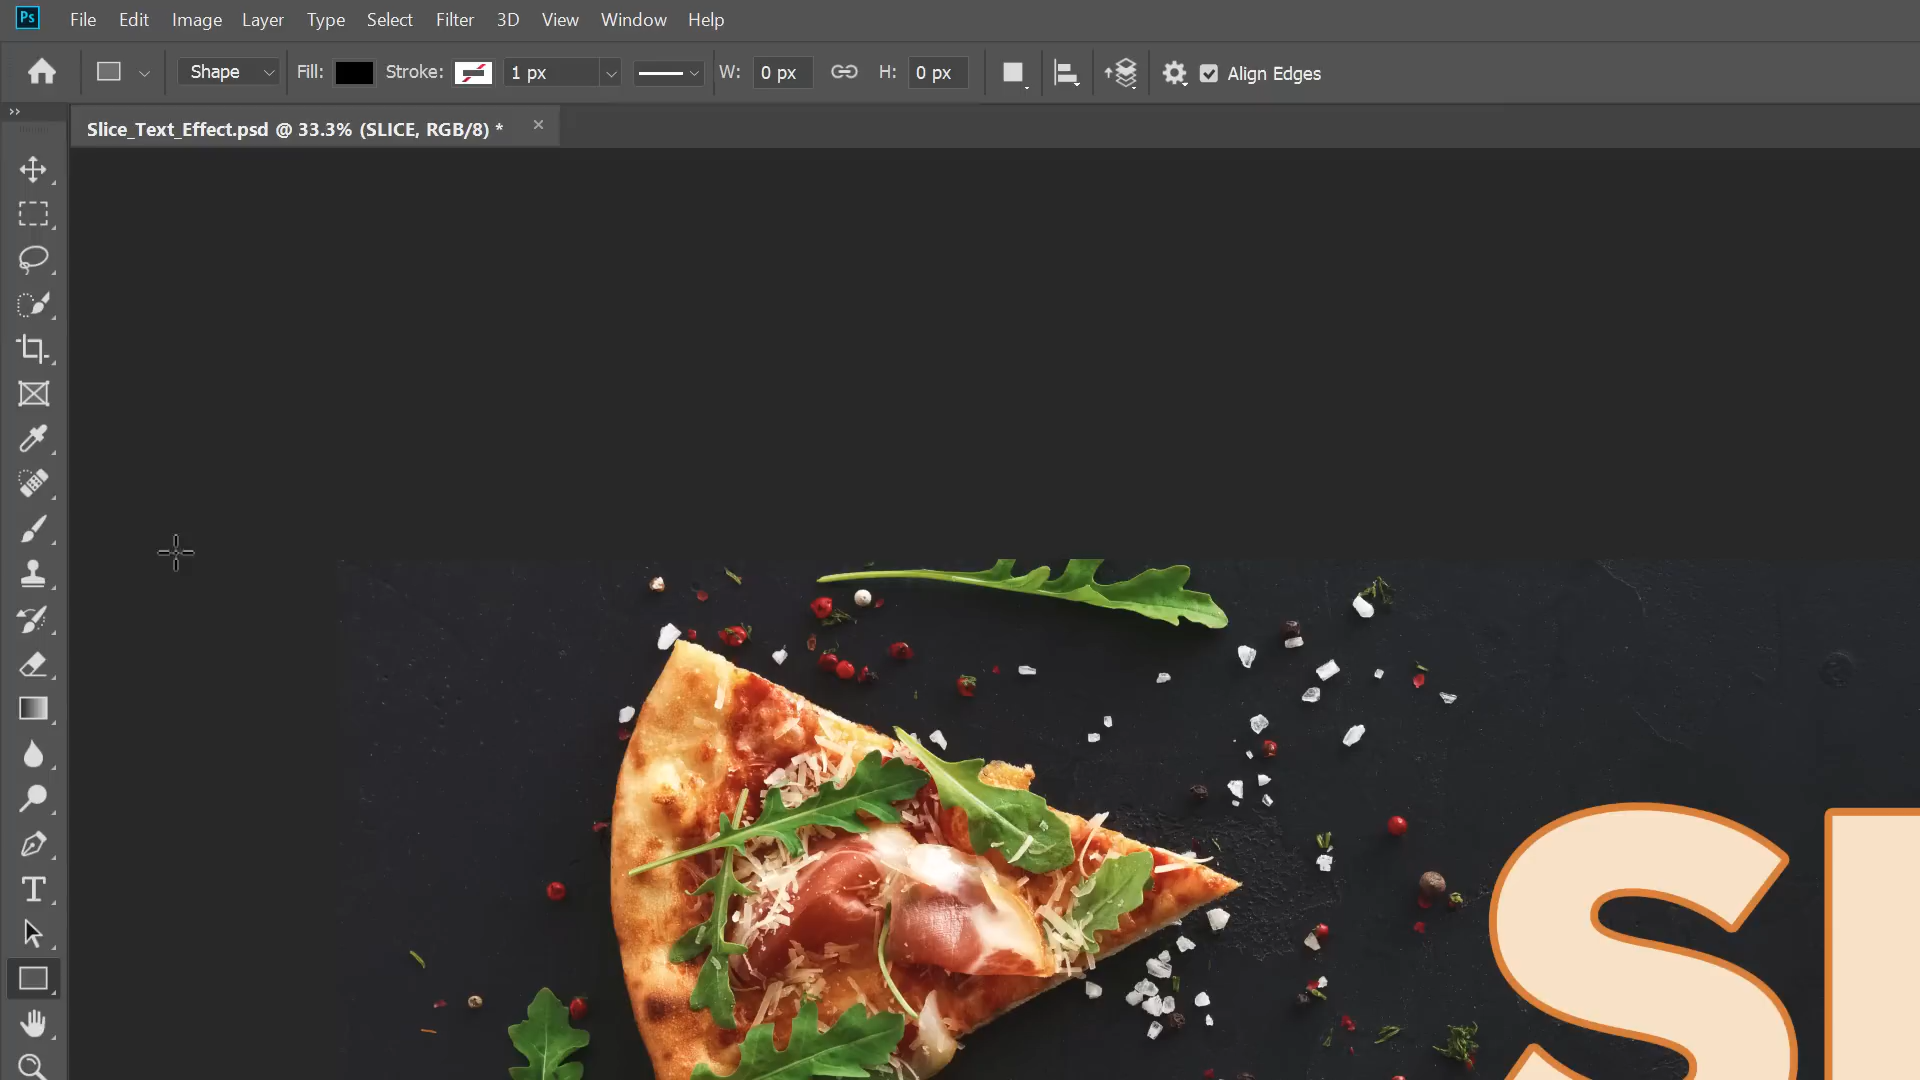 Ps File Edit Image Layer Type Select Filter 3D View Window Help
Shape Fill: Stroke: 1 px W: 0 px H: 0 px Align Edges
Slice_Text_Effect.psd @ 33.3% (SLICE, RGB/8) *